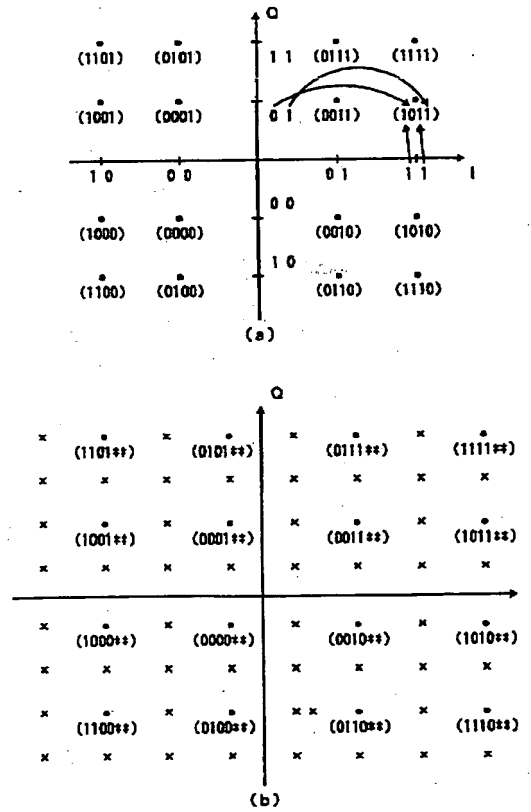 Q
(1101) (0101) 1 1 (0111) (1111)
(1001) (0001) 0 1 (0011) (1011)
1 0 0 0 0 1 1 1 I
0 0
(1000) (0000) (0010) (1010)
1 0
(1100) (0100) (0110) (1110)
(a)
Q
(1101**) (0101**) (0111**) (1111**)
(1001**) (0001**) (0011**) (1011**)
(1000**) (0000**) (0010**) (1010**)
(1100**) (0100**) (0110**) (1110**)
(b)